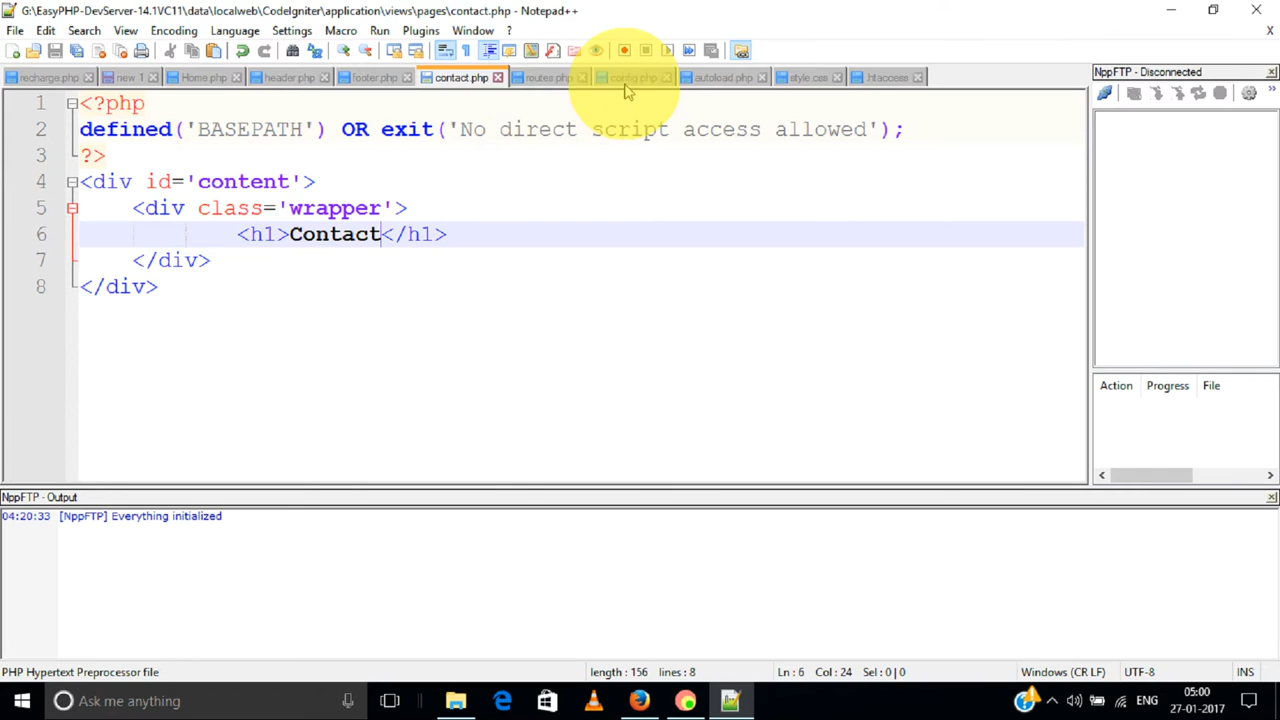 G:\EasyPHP-DevServer-14.1VC11\data\localweb\CodeIgniter\application\views\pages\contact.php - Notepad++
File Edit Search View Encoding Language Settings Macro Run Plugins Window ?
X
recharge.php new 1 Home.php header.php footer.php contact.php routes.php config.php autoload.php style.css .htaccess
NppFTP - Disconnected
1 <?php
2 defined('BASEPATH') OR exit('No direct script access allowed');
3 ?>
4 <div id='content'>
5 <div class='wrapper'>
6 <h1>Contact</h1>
7 </div>
8 </div>
Action Progress File
NppFTP - Output
04:20:33 [NppFTP] Everything initialized
PHP Hypertext Preprocessor file length : 156 lines : 8 Ln : 6 Col : 24 Sel : 0 | 0 Windows (CR LF) UTF-8 INS
Ask me anything
ENG
05:00
27-01-2017